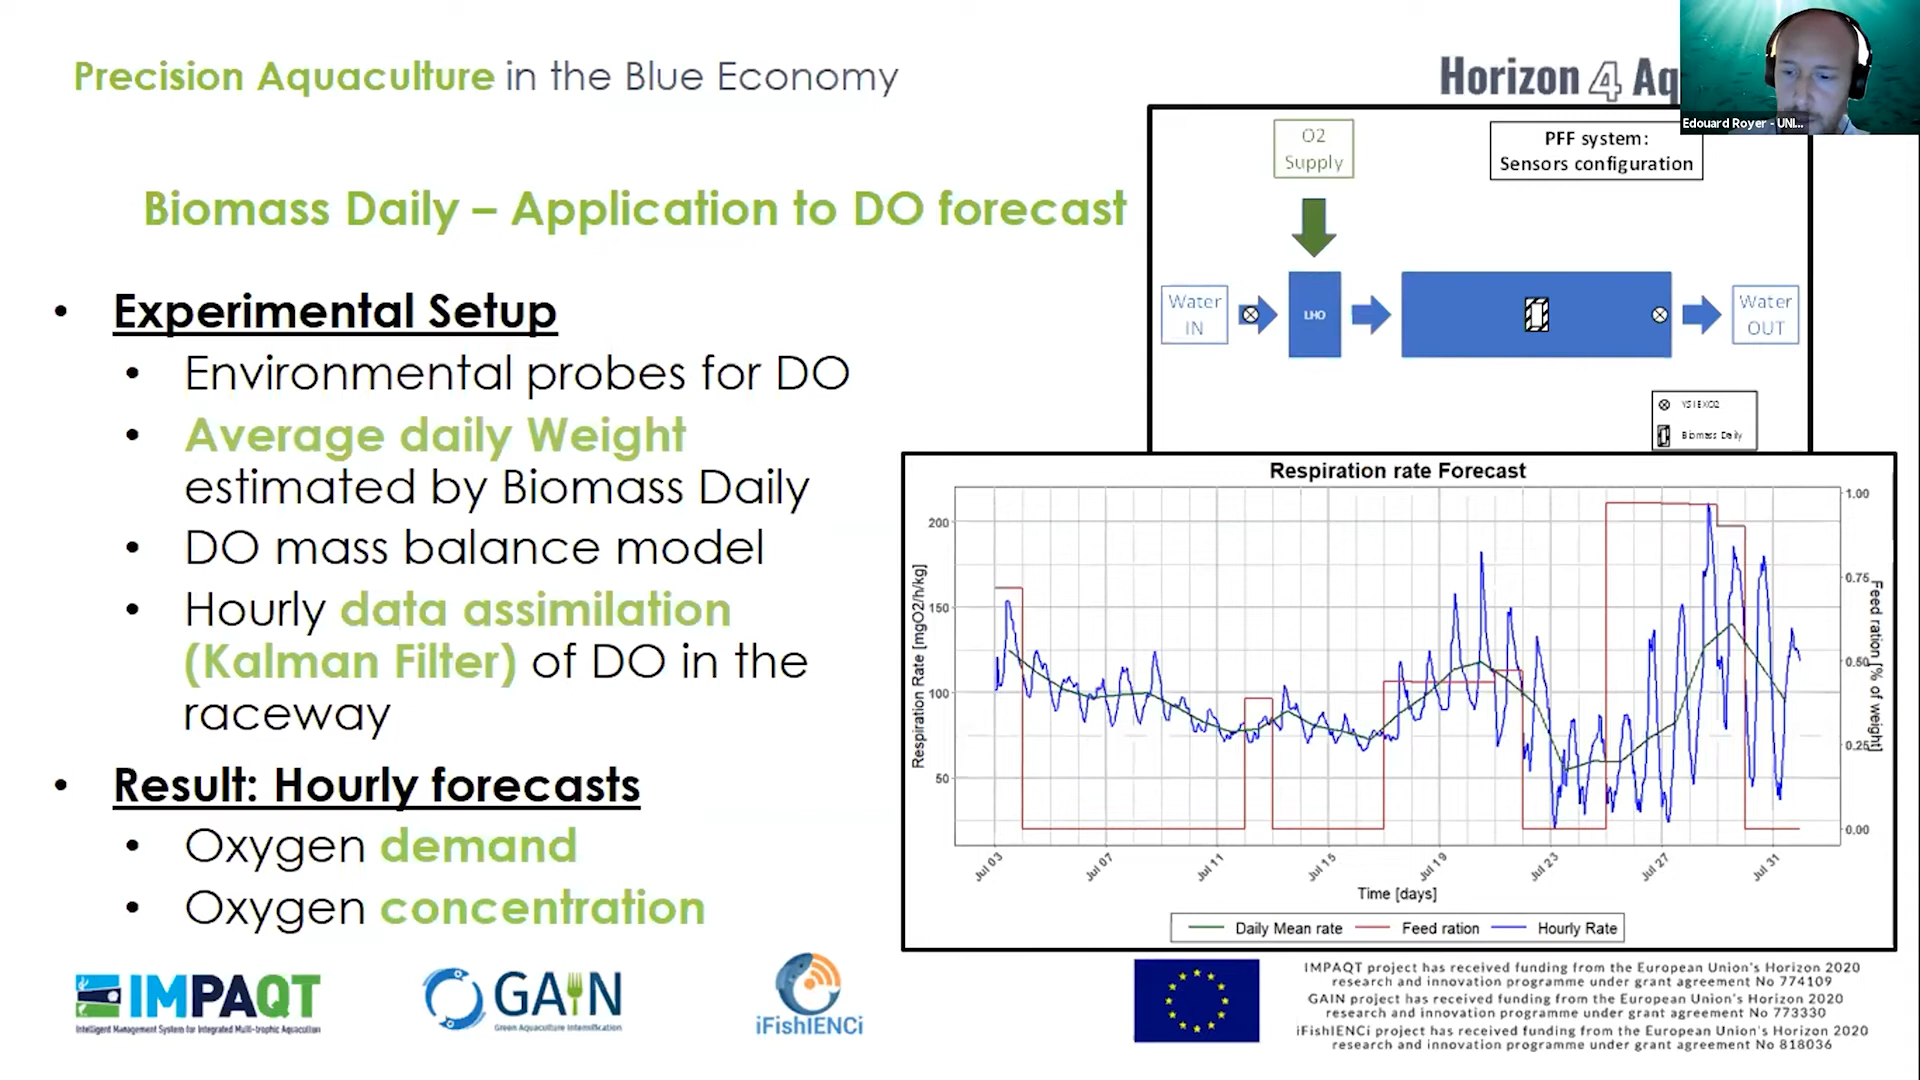 Precision Aquaculture in the Blue Economy
Horizon 4 Aq
Edouard Royer - UNI...
Biomass Daily – Application to DO forecast
• Experimental Setup
• Environmental probes for DO
• Average daily Weight
estimated by Biomass Daily
• DO mass balance model
• Hourly data assimilation
(Kalman Filter) of DO in the
raceway
• Result: Hourly forecasts
• Oxygen demand
• Oxygen concentration
O2
Supply
PFF system:
Sensors configuration
Water
IN
LHO
Water
OUT
YSI EXO2
Biomass Daily
Respiration rate Forecast
Respiration Rate [mgO2/h/kg]
200
150
100
50
1.00
0.75
0.50
0.25
0.00
Feed ration [% of weight]
Jul 03
Jul 07
Jul 11
Jul 15
Jul 19
Jul 23
Jul 27
Jul 31
Time [days]
Daily Mean rate
Feed ration
Hourly Rate
IMPAQT
Intelligent Management System for Integrated Multi-trophic Aquaculture
GAIN
Green Aquaculture Intensification
iFishIENCi
IMPAQT project has received funding from the European Union's Horizon 2020
research and innovation programme under grant agreement No 774109
GAIN project has received funding from the European Union's Horizon 2020
research and innovation programme under grant agreement No 773330
iFishIENCi project has received funding from the European Union's Horizon 2020
research and innovation programme under grant agreement No 818036